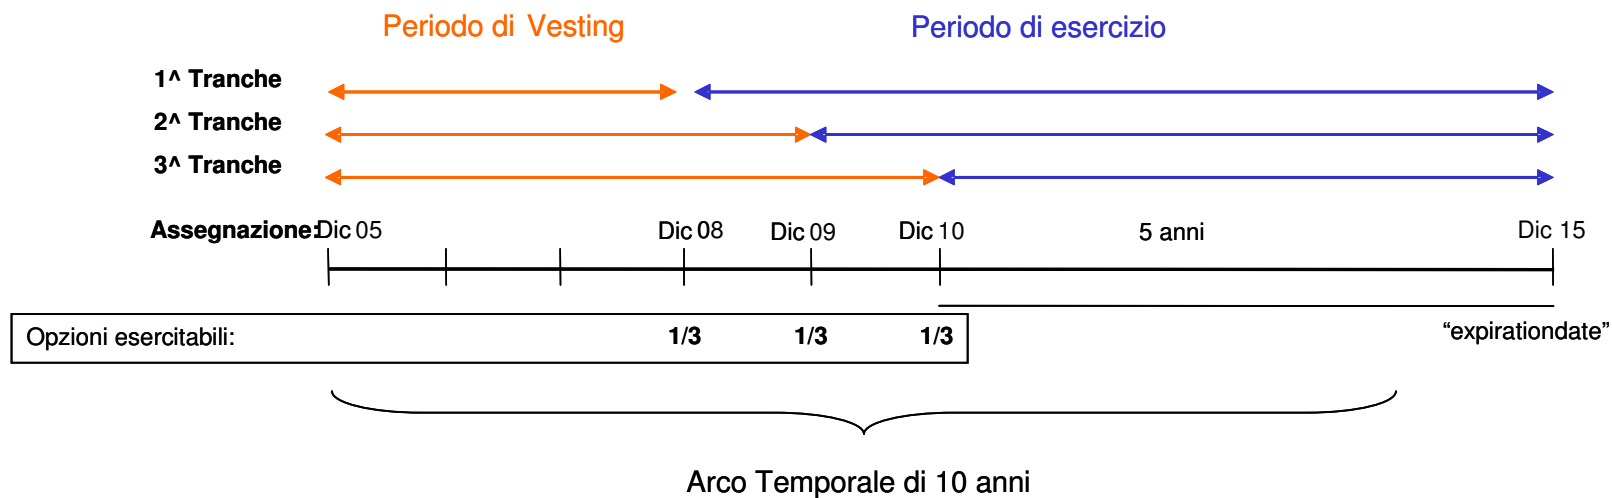 Periodo di Vesting Periodo di esercizio
1^ Tranche
2^ Tranche
3^ Tranche
Assegnazione: Dic 05 Dic 08 Dic 09 Dic 10 5 anni Dic 15
Opzioni esercitabili: 1/3 1/3 1/3 “expirationdate”
Arco Temporale di 10 anni